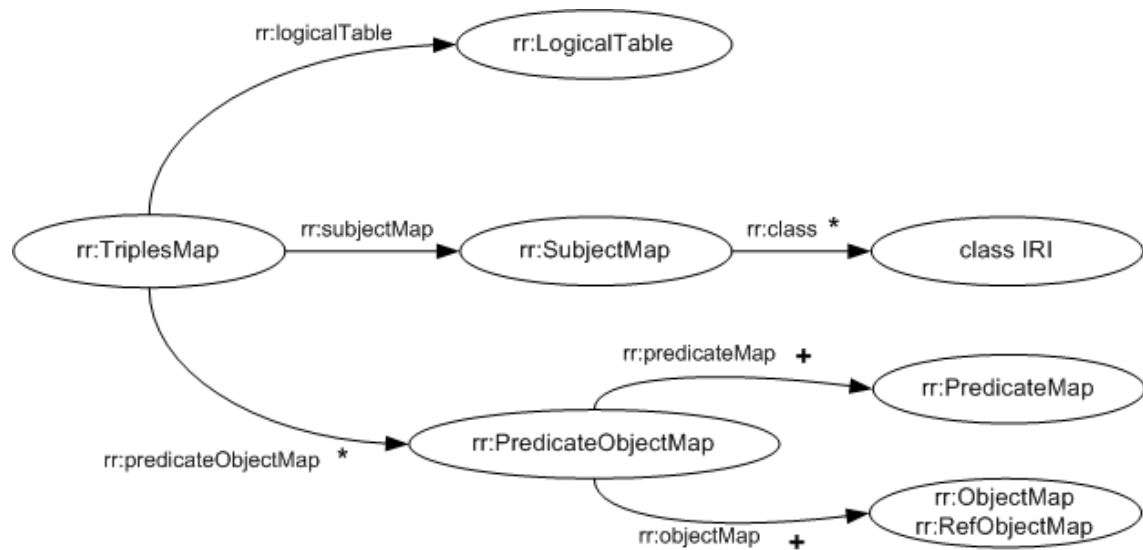 rr:logicalTable
rr:LogicalTable
rr:TriplesMap
rr:subjectMap
rr:SubjectMap
rr:class *
class IRI
rr:predicateObjectMap *
rr:PredicateObjectMap
rr:predicateMap +
rr:PredicateMap
rr:objectMap +
rr:ObjectMap
rr:RefObjectMap